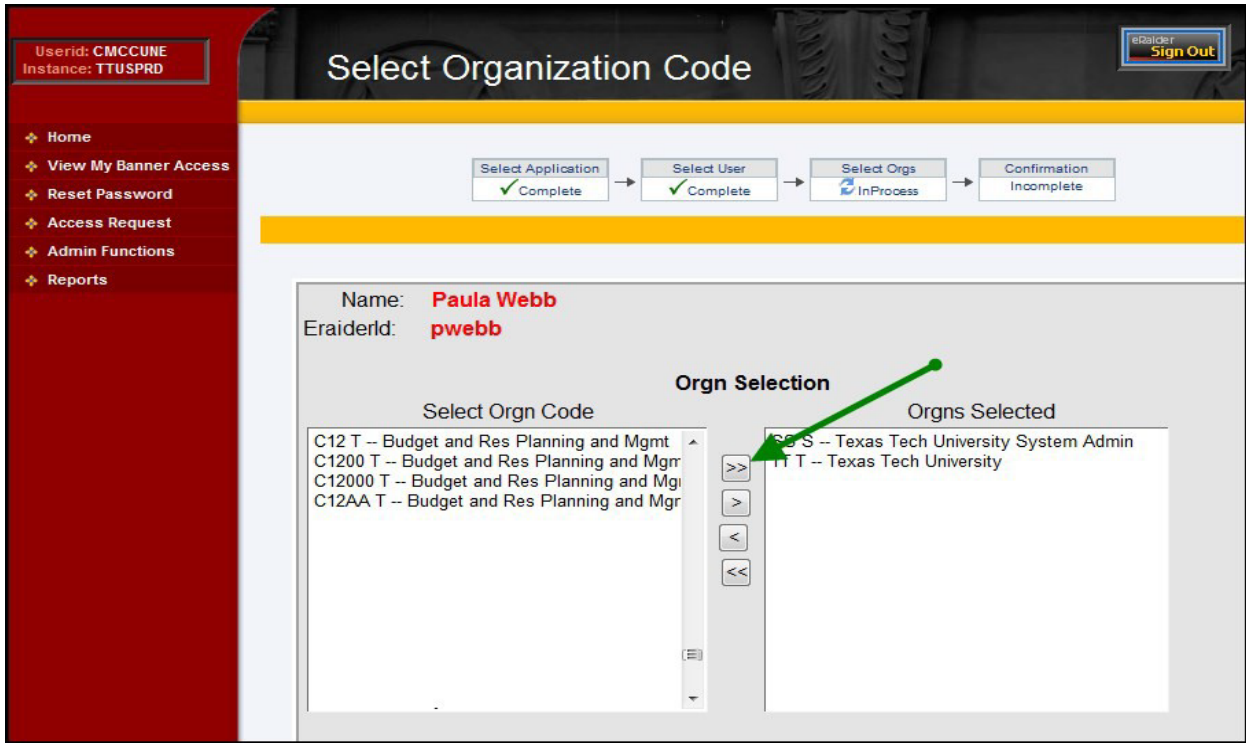 Userid: CMCCUNE
Instance: TTUSPRD
Select Organization Code
eRaider
Sign Out
Home
View My Banner Access
Reset Password
Access Request
Admin Functions
Reports
Select Application
Complete
Select User
Complete
Select Orgs
InProcess
Confirmation
Incomplete
Name: Paula Webb
EraiderId: pwebb
Orgn Selection
Select Orgn Code
Orgns Selected
C12 T -- Budget and Res Planning and Mgmt
C1200 T -- Budget and Res Planning and Mgm
C12000 T -- Budget and Res Planning and Mg
C12AA T -- Budget and Res Planning and Mgr
>>
>
<
<<
S -- Texas Tech University System Admin
TT T -- Texas Tech University